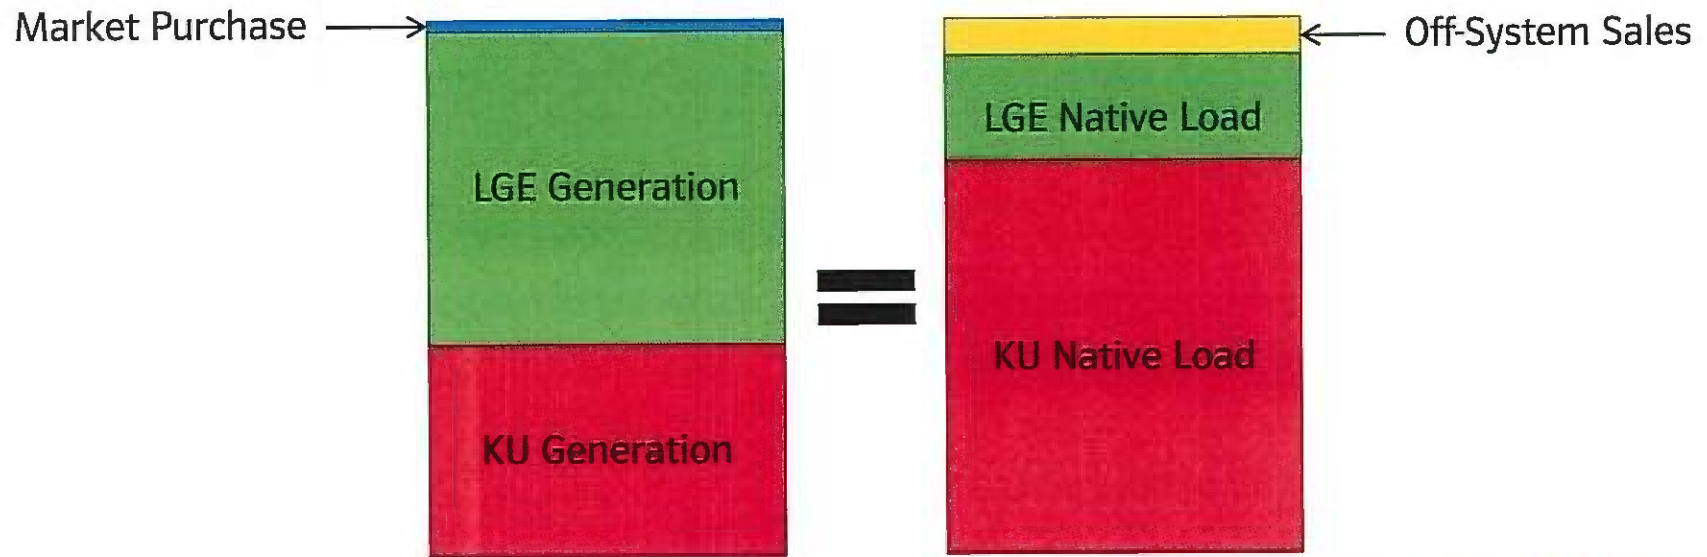 Market Purchase
Off-System Sales
LGE Native Load
LGE Generation
KU Native Load
KU Generation